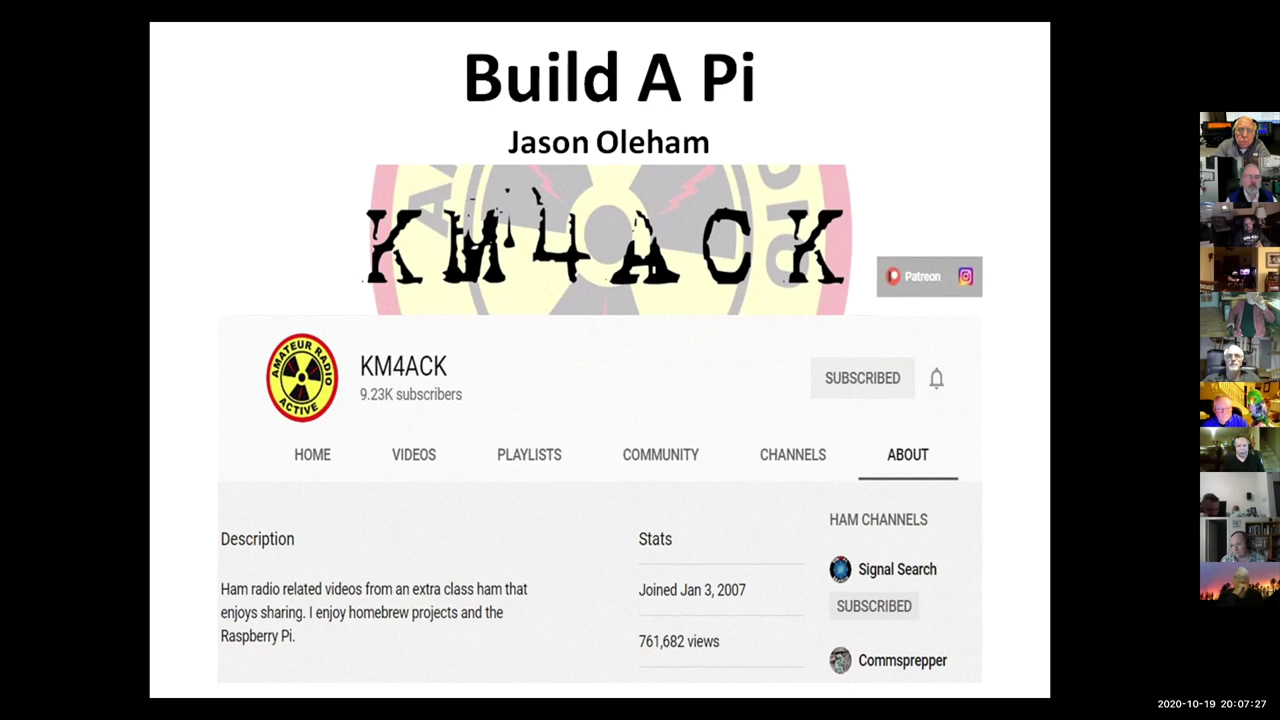 Build A Pi
Jason Oleham
KM4ACK
Patreon
AMATEUR RADIO
ACTIVE
KM4ACK
9.23K subscribers
SUBSCRIBED
HOME
VIDEOS
PLAYLISTS
COMMUNITY
CHANNELS
ABOUT
Description
Ham radio related videos from an extra class ham that
enjoys sharing. I enjoy homebrew projects and the
Raspberry Pi.
Stats
Joined Jan 3, 2007
761,682 views
HAM CHANNELS
Signal Search
SUBSCRIBED
Commsprepper
2020-10-19 20:07:27